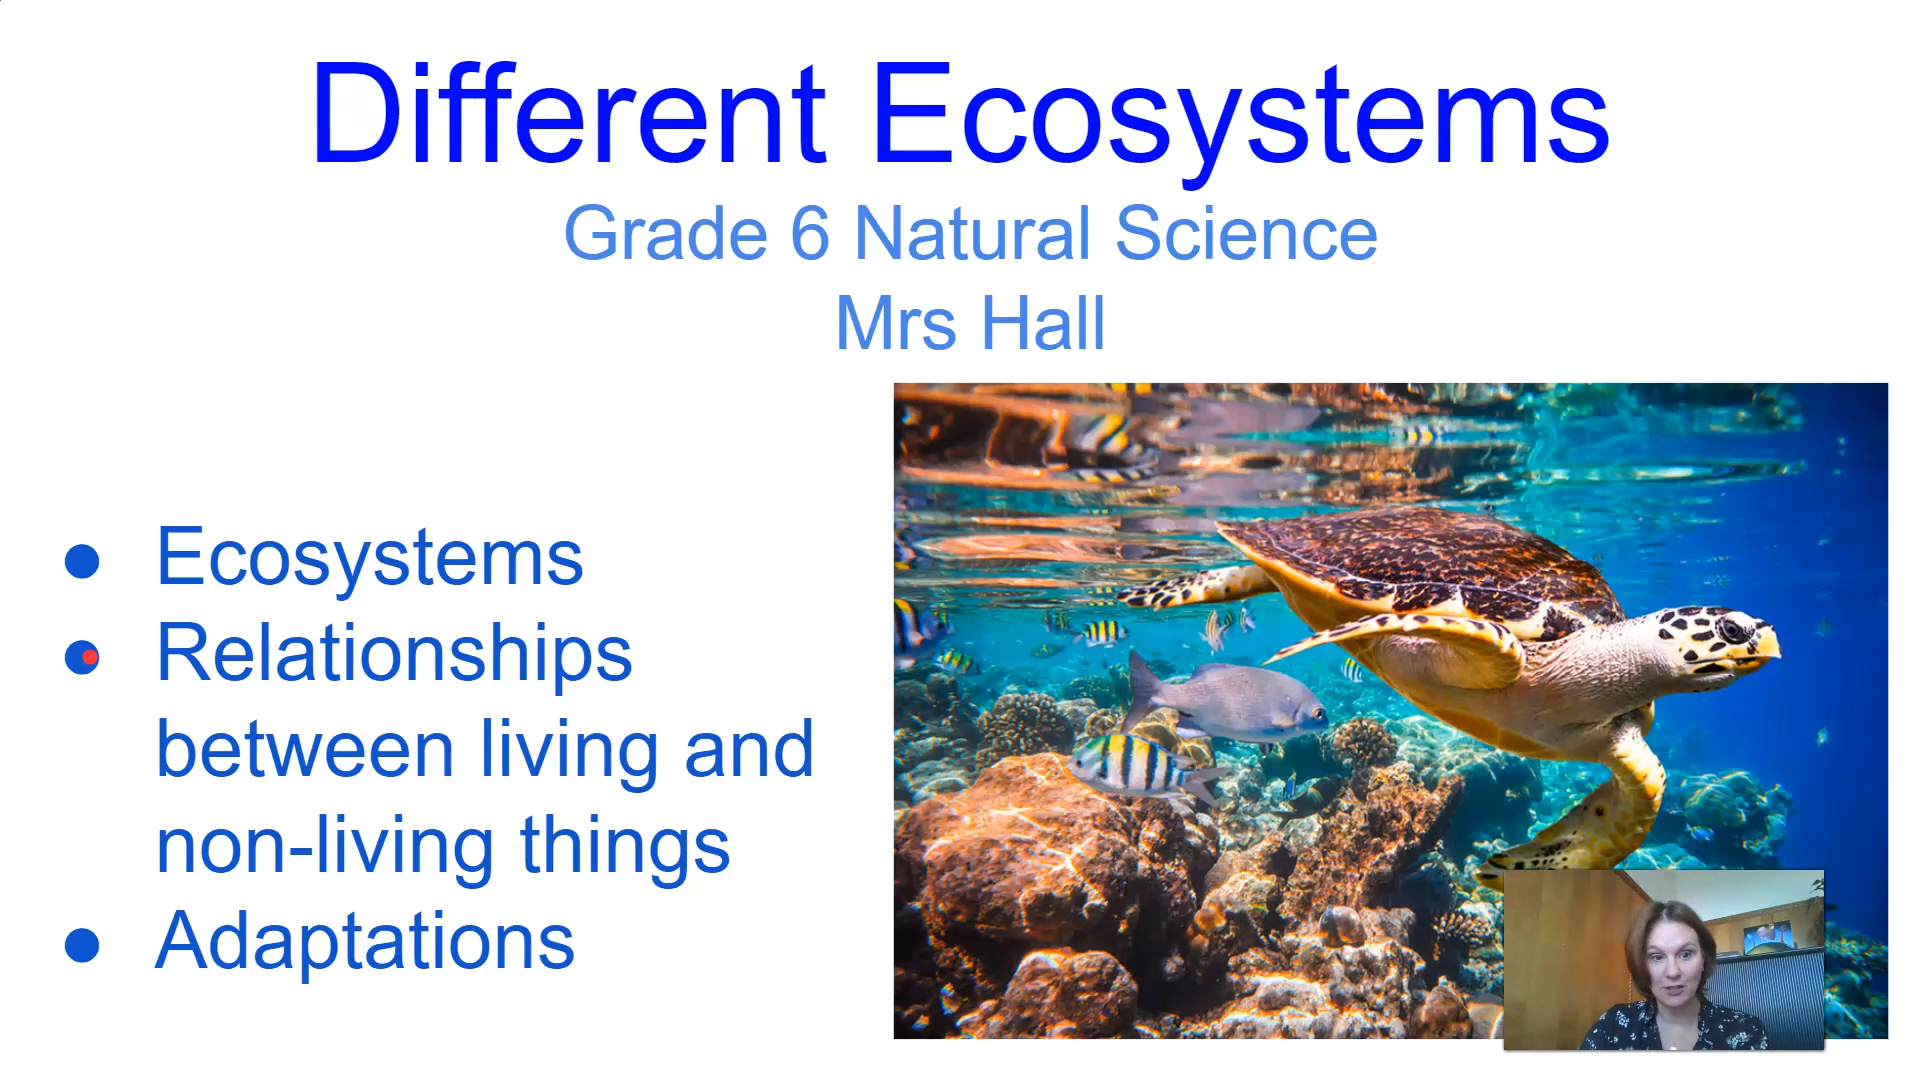 Different Ecosystems
Grade 6 Natural Science
Mrs Hall
● Ecosystems
● Relationships
between living and
non-living things
● Adaptations